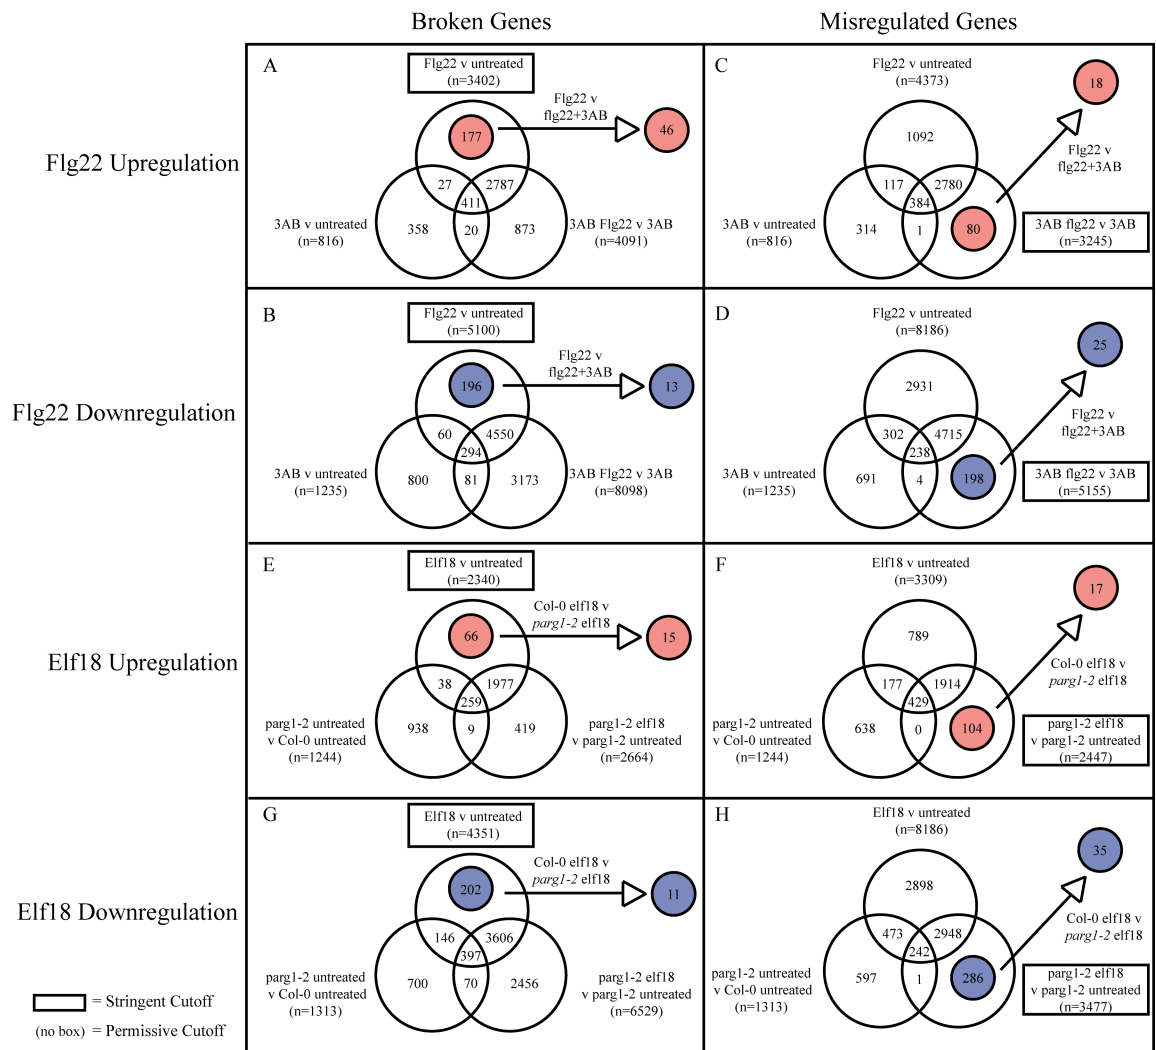 Broken Genes
Misregulated Genes
Flg22 Upregulation
A
Flg22 v untreated
(n=3402)
177
Flg22 v
flg22+3AB
46
27
2787
411
3AB v untreated
(n=816)
358
20
873
3AB Flg22 v 3AB
(n=4091)
C
Flg22 v untreated
(n=4373)
18
1092
Flg22 v
flg22+3AB
117
2780
384
3AB v untreated
(n=816)
314
1
80
3AB flg22 v 3AB
(n=3245)
Flg22 Downregulation
B
Flg22 v untreated
(n=5100)
196
Flg22 v
flg22+3AB
13
60
4550
294
3AB v untreated
(n=1235)
800
81
3173
3AB Flg22 v 3AB
(n=8098)
D
Flg22 v untreated
(n=8186)
25
2931
Flg22 v
flg22+3AB
302
4715
238
3AB v untreated
(n=1235)
691
4
198
3AB flg22 v 3AB
(n=5155)
Elf18 Upregulation
E
Elf18 v untreated
(n=2340)
66
Col-0 elf18 v
parg1-2 elf18
15
38
1977
259
parg1-2 untreated
v Col-0 untreated
(n=1244)
938
9
419
parg1-2 elf18
v parg1-2 untreated
(n=2664)
F
Elf18 v untreated
(n=3309)
17
789
Col-0 elf18 v
parg1-2 elf18
177
1914
429
parg1-2 untreated
v Col-0 untreated
(n=1244)
638
0
104
parg1-2 elf18
v parg1-2 untreated
(n=2447)
Elf18 Downregulation
G
Elf18 v untreated
(n=4351)
202
Col-0 elf18 v
parg1-2 elf18
11
146
3606
397
parg1-2 untreated
v Col-0 untreated
(n=1313)
700
70
2456
parg1-2 elf18
v parg1-2 untreated
(n=6529)
H
Elf18 v untreated
(n=8186)
35
2898
Col-0 elf18 v
parg1-2 elf18
473
2948
242
parg1-2 untreated
v Col-0 untreated
(n=1313)
597
1
286
parg1-2 elf18
v parg1-2 untreated
(n=3477)
= Stringent Cutoff
(no box) = Permissive Cutoff